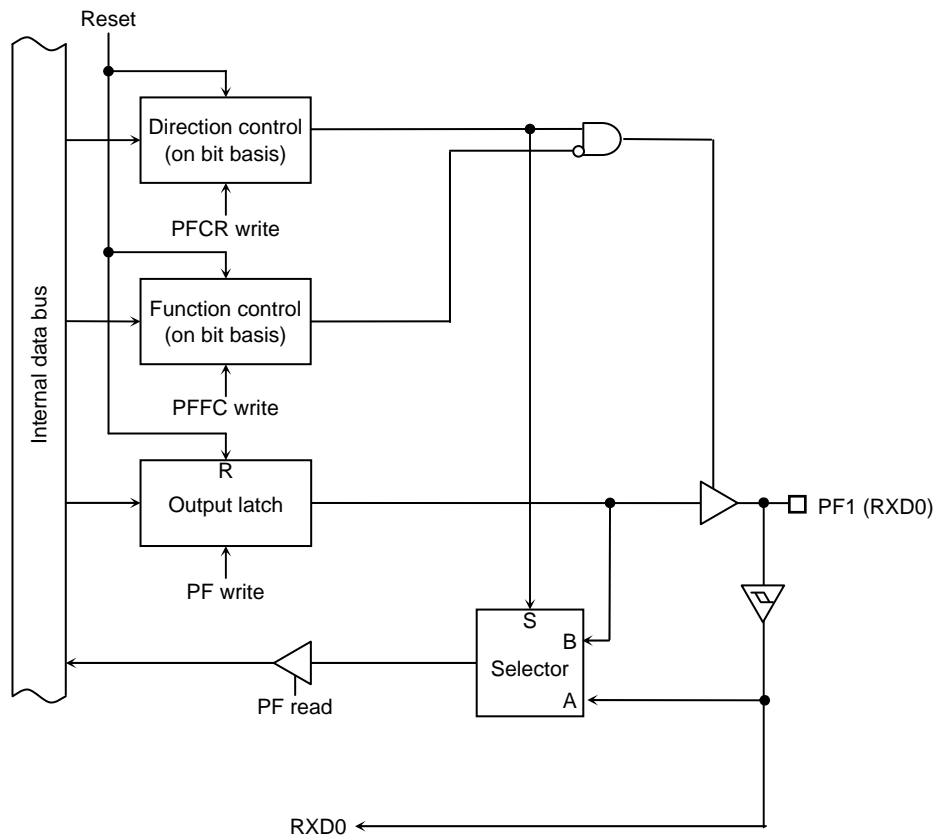 Reset
Direction control
(on bit basis)
PFCR write
Internal data bus
Function control
(on bit basis)
PFFC write
R
Output latch
PF1 (RXD0)
PF write
S
B
Selector
A
PF read
RXD0